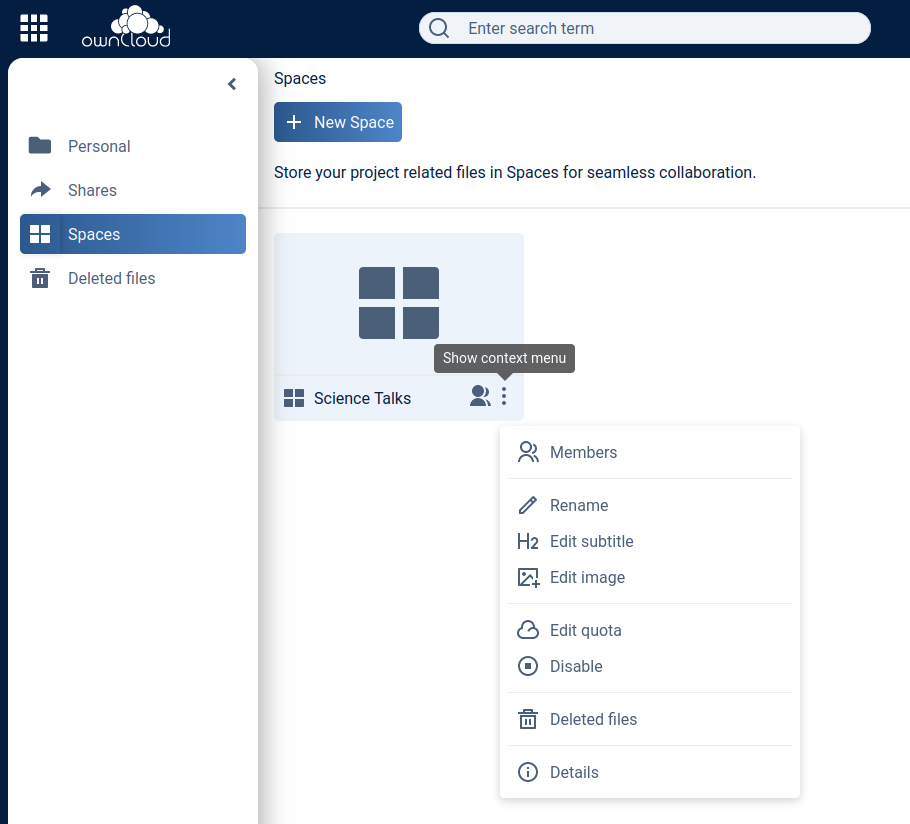 ownCloud
Enter search term
Personal
Shares
Spaces
Deleted files
Spaces
New Space
Store your project related files in Spaces for seamless collaboration.
Show context menu
Science Talks
Members
Rename
H2 Edit subtitle
Edit image
Edit quota
Disable
Deleted files
Details